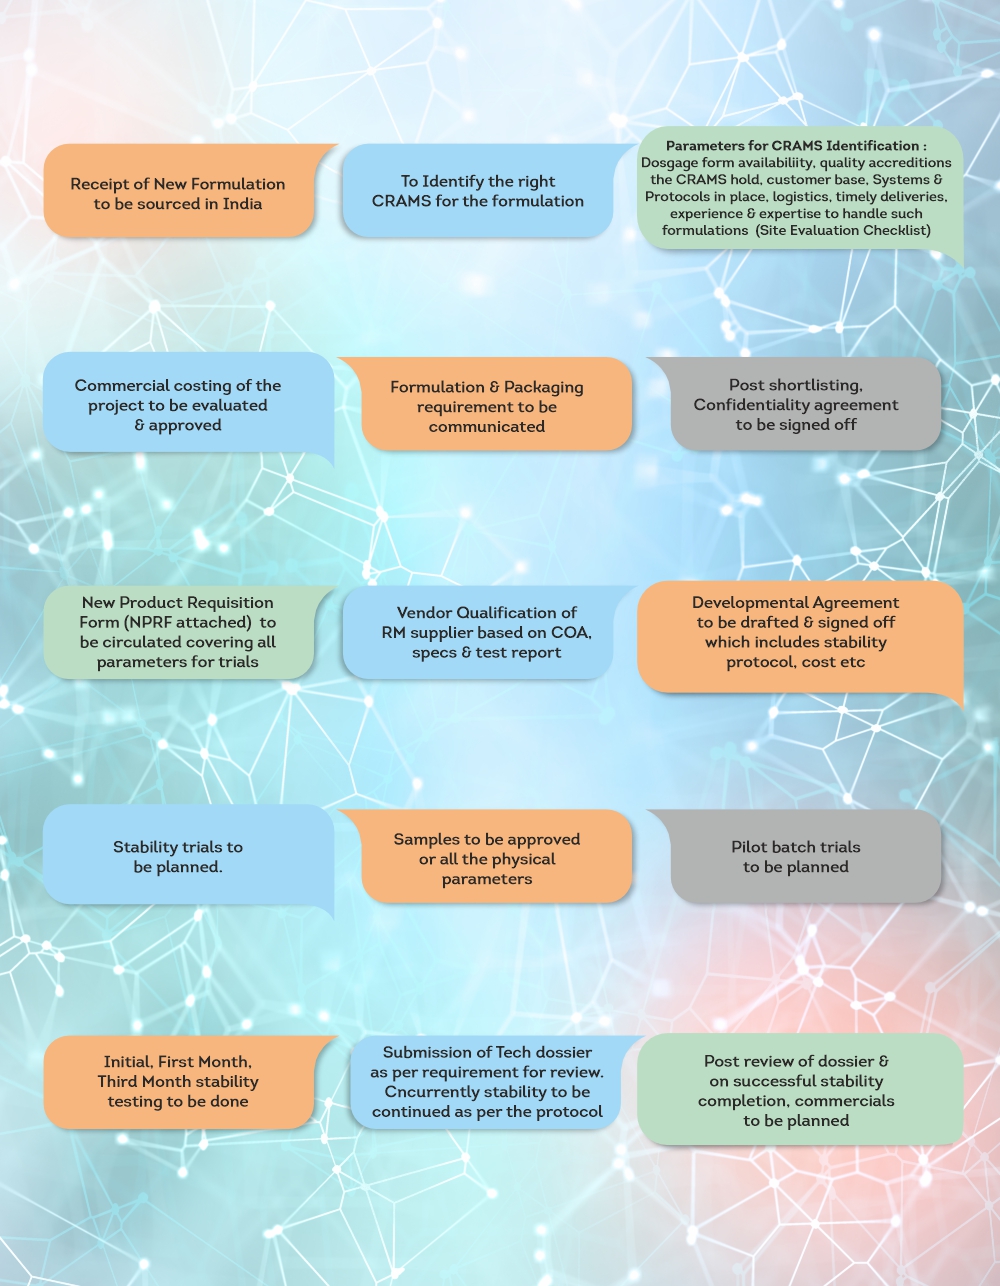 Receipt of New Formulation
to be sourced in India
To Identify the right
CRAMS for the formulation
Parameters for CRAMS Identification :
Dosgage form availabiliity, quality accreditions
the CRAMS hold, customer base, Systems &
Protocols in place, logistics, timely deliveries,
experience & expertise to handle such
formulations (Site Evaluation Checklist)
Commercial costing of the
project to be evaluated
& approved
Formulation & Packaging
requirement to be
communicated
Post shortlisting,
Confidentiality agreement
to be signed off
New Product Requisition
Form (NPRF attached) to
be circulated covering all
parameters for trials
Vendor Qualification of
RM supplier based on COA,
specs & test report
Developmental Agreement
to be drafted & signed off
which includes stability
protocol, cost etc
Stability trials to
be planned.
Samples to be approved
or all the physical
parameters
Pilot batch trials
to be planned
Initial, First Month,
Third Month stability
testing to be done
Submission of Tech dossier
as per requirement for review.
Cncurrently stability to be
continued as per the protocol
Post review of dossier &
on successful stability
completion, commercials
to be planned